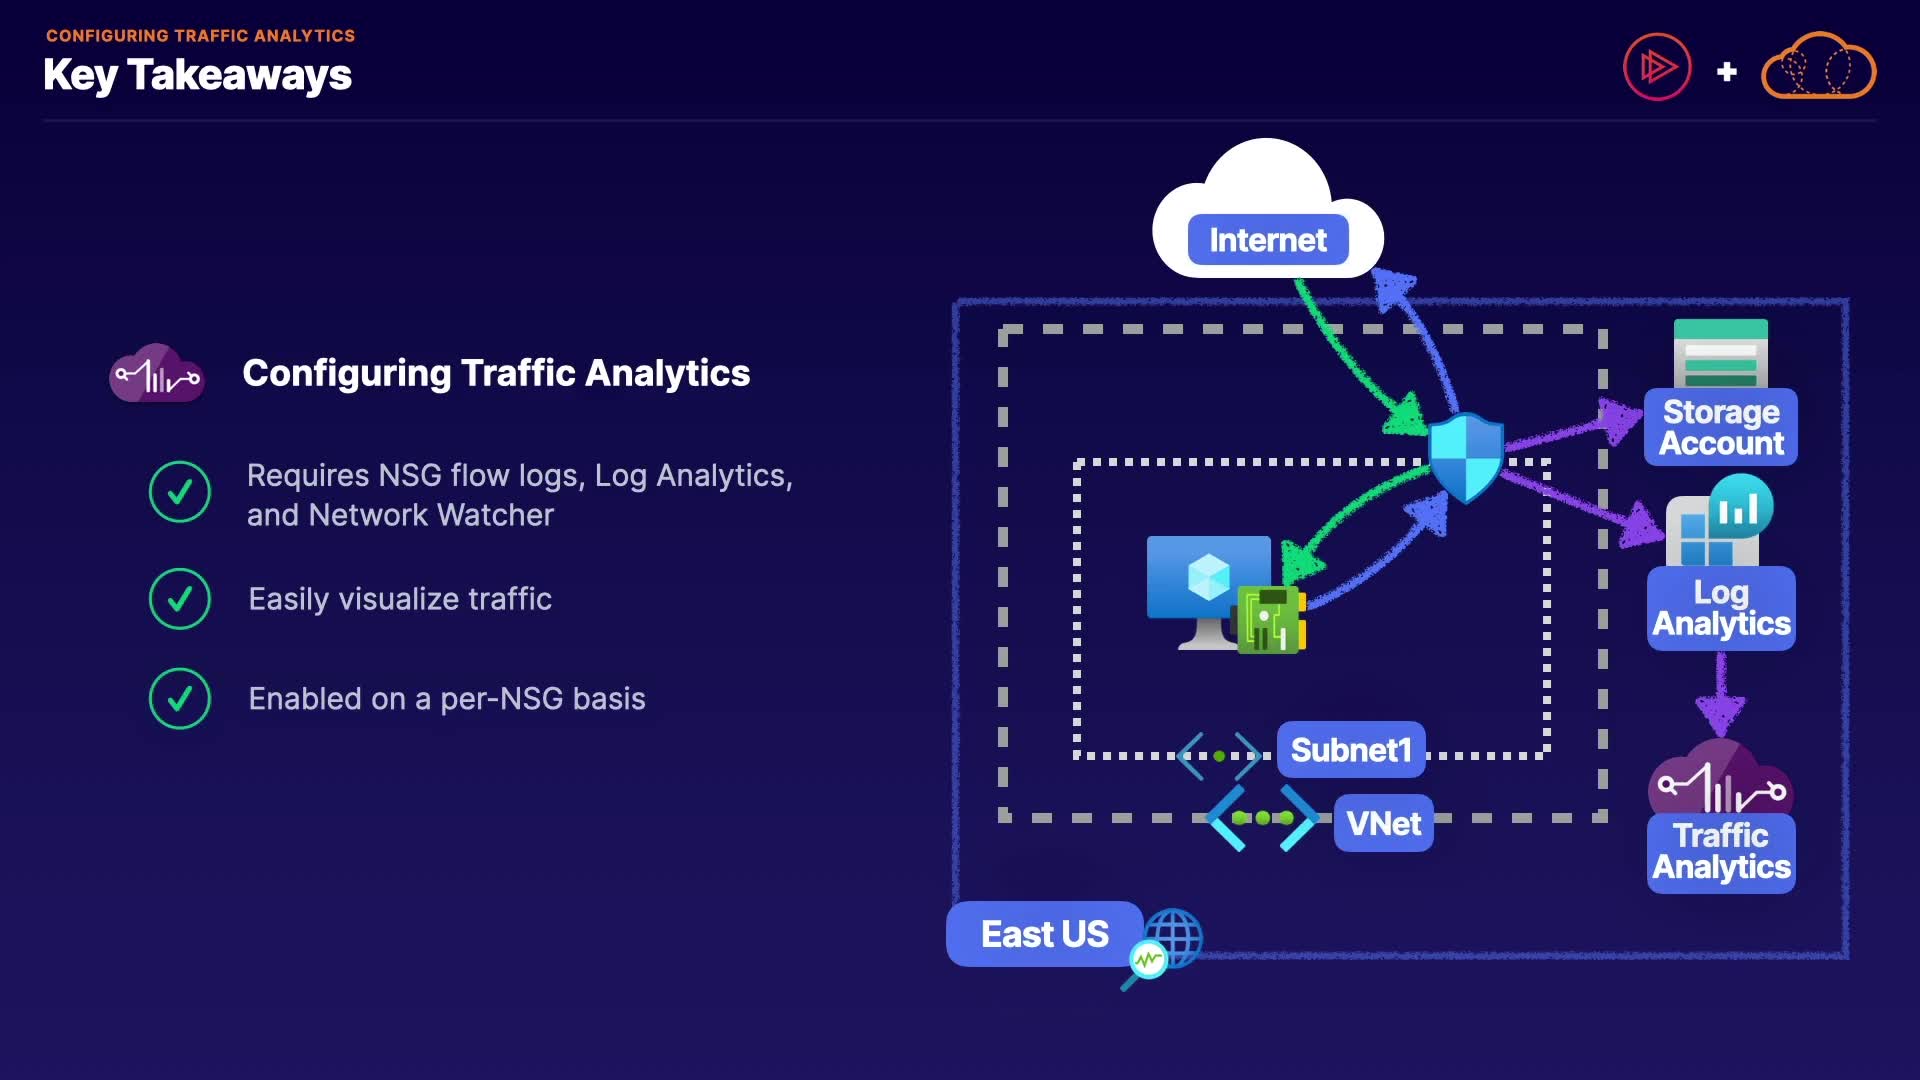 CONFIGURING TRAFFIC ANALYTICS
Key Takeaways
Configuring Traffic Analytics
Requires NSG flow logs, Log Analytics,
and Network Watcher
Easily visualize traffic
Enabled on a per-NSG basis
Internet
Storage
Account
Log
Analytics
Subnet1
VNet
Traffic
Analytics
East US